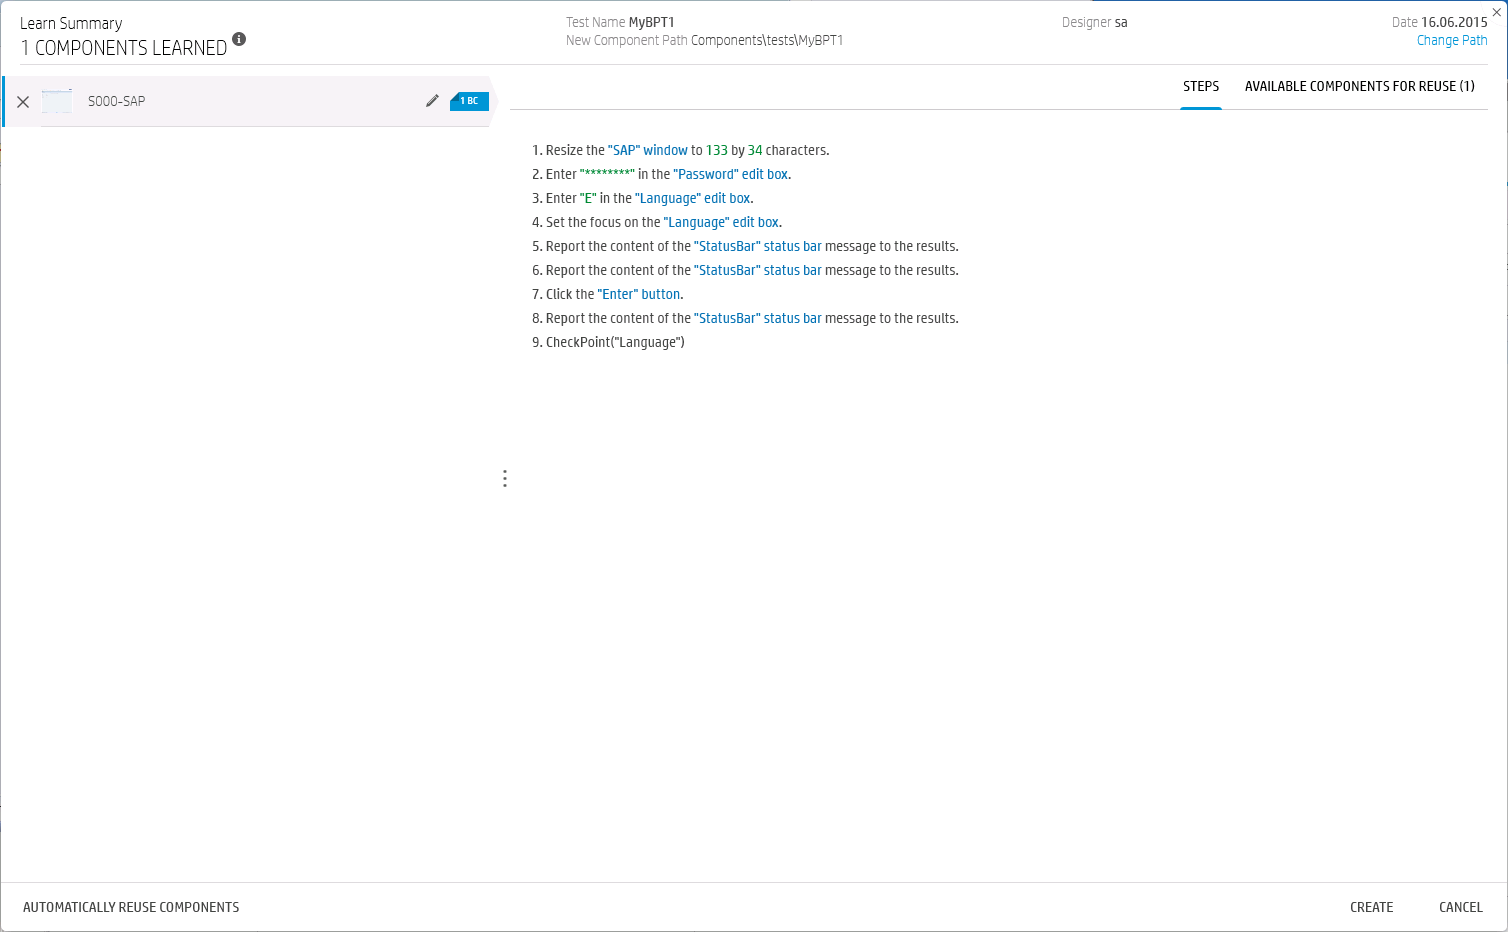 Learn Summary
1 COMPONENTS LEARNED
Test Name MyBPT1
New Component Path Components\tests\MyBPT1
Designer sa
Date 16.06.2015
Change Path
S000-SAP
1 BC
STEPS
AVAILABLE COMPONENTS FOR REUSE (1)
1. Resize the "SAP" window to 133 by 34 characters.
2. Enter "********" in the "Password" edit box.
3. Enter "E" in the "Language" edit box.
4. Set the focus on the "Language" edit box.
5. Report the content of the "StatusBar" status bar message to the results.
6. Report the content of the "StatusBar" status bar message to the results.
7. Click the "Enter" button.
8. Report the content of the "StatusBar" status bar message to the results.
9. CheckPoint("Language")
AUTOMATICALLY REUSE COMPONENTS
CREATE
CANCEL